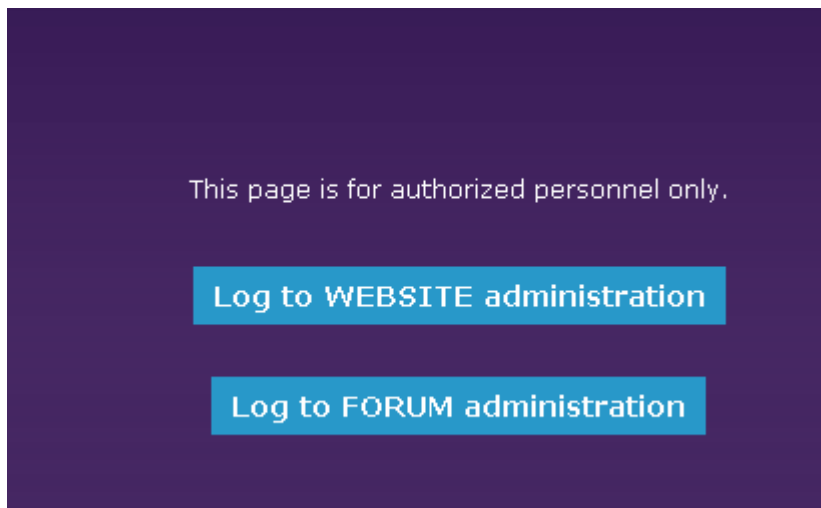 This page is for authorized personnel only.
Log to WEBSITE administration
Log to FORUM administration